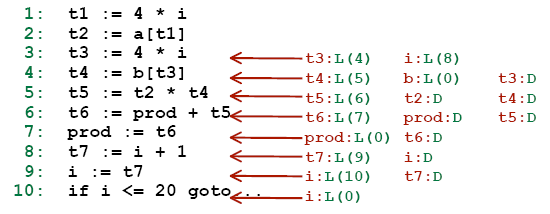 1: t1 := 4 * i
2: t2 := a[t1]
3: t3 := 4 * i t3:L(4) i:L(8)
4: t4 := b[t3] t4:L(5) b:L(0) t3:D
5: t5 := t2 * t4 t5:L(6) t2:D t4:D
6: t6 := prod + t5 t6:L(7) prod:D t5:D
7: prod := t6 prod:L(0) t6:D
8: t7 := i + 1 t7:L(9) i:D
9: i := t7 i:L(10) t7:D
10: if i <= 20 goto ... i:L(0)